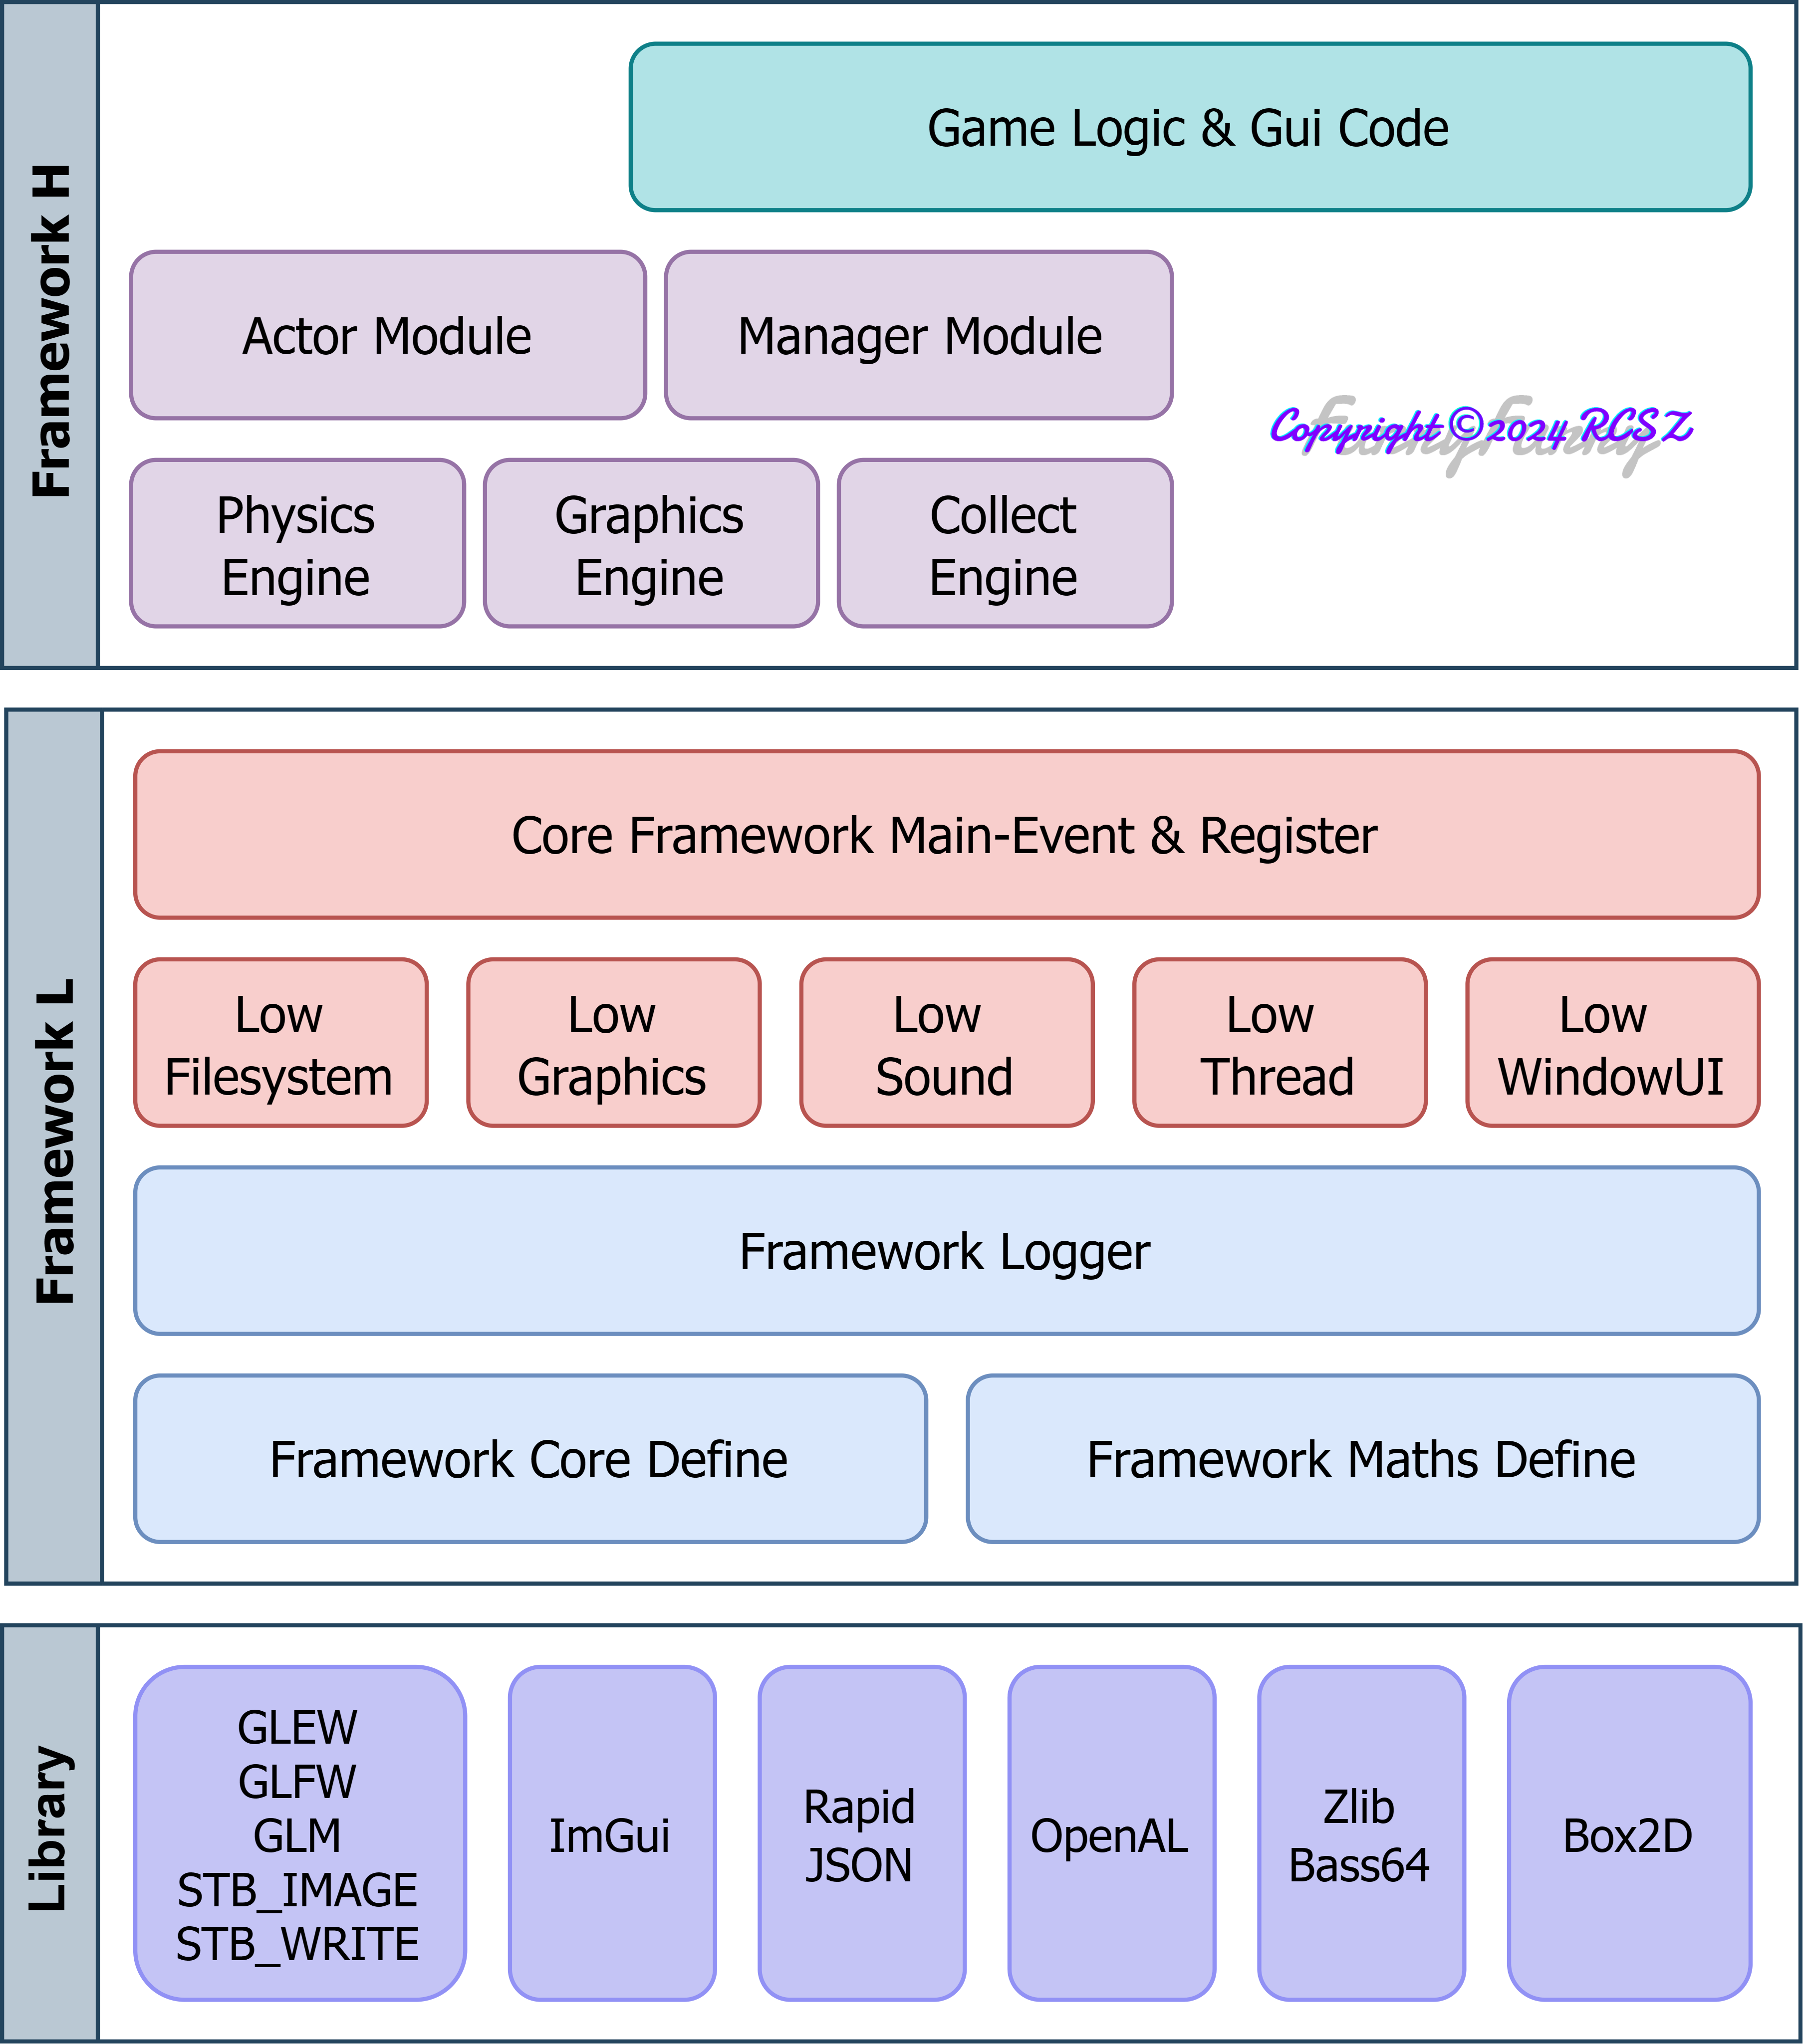 Framework H
Game Logic & Gui Code
Actor Module
Manager Module
FunnyFunny
Copyright ©2024 RCSZ
Physics
Engine
Graphics
Engine
Collect
Engine
Framework L
Core Framework Main-Event & Register
Low
Filesystem
Low
Graphics
Low
Sound
Low
Thread
Low
WindowUI
Framework Logger
Framework Core Define
Framework Maths Define
Library
GLEW
GLFW
GLM
STB_IMAGE
STB_WRITE
ImGui
Rapid
JSON
OpenAL
Zlib
Bass64
Box2D